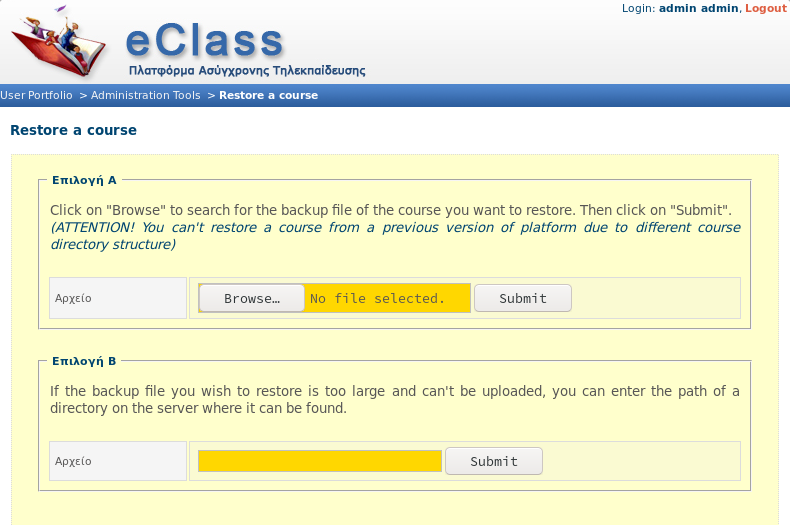 Login: admin admin, Logout
eClass
Πλατφόρμα Ασύγχρονης Τηλεκπαίδευσης
User Portfolio > Administration Tools > Restore a course
Restore a course
Επιλογή Α
Click on "Browse" to search for the backup file of the course you want to restore. Then click on "Submit".
(ATTENTION! You can't restore a course from a previous version of platform due to different course
directory structure)
Αρχείο Browse… No file selected. Submit
Επιλογή Β
If the backup file you wish to restore is too large and can't be uploaded, you can enter the path of a
directory on the server where it can be found.
Αρχείο Submit